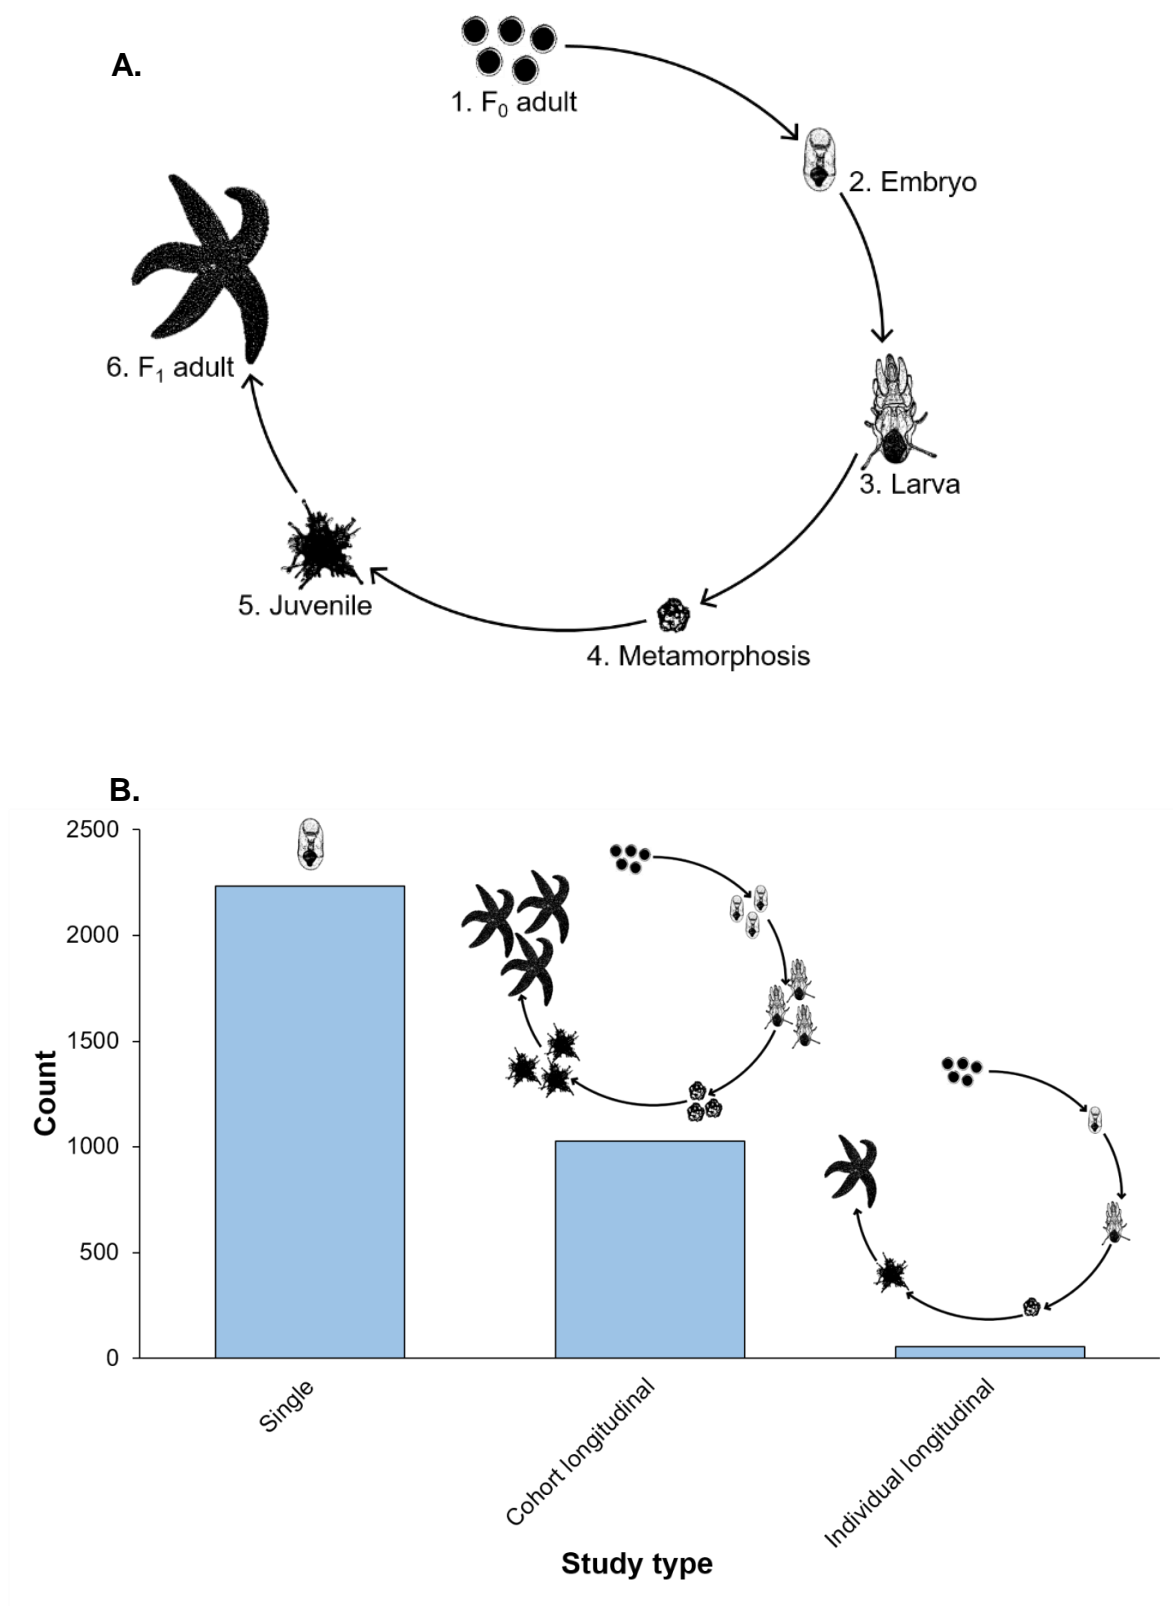 A.
1. F₀ adult
2. Embryo
3. Larva
4. Metamorphosis
5. Juvenile
6. F₁ adult
B.
Count
2500
2000
1500
1000
500
0
Single
Cohort longitudinal
Individual longitudinal
Study type